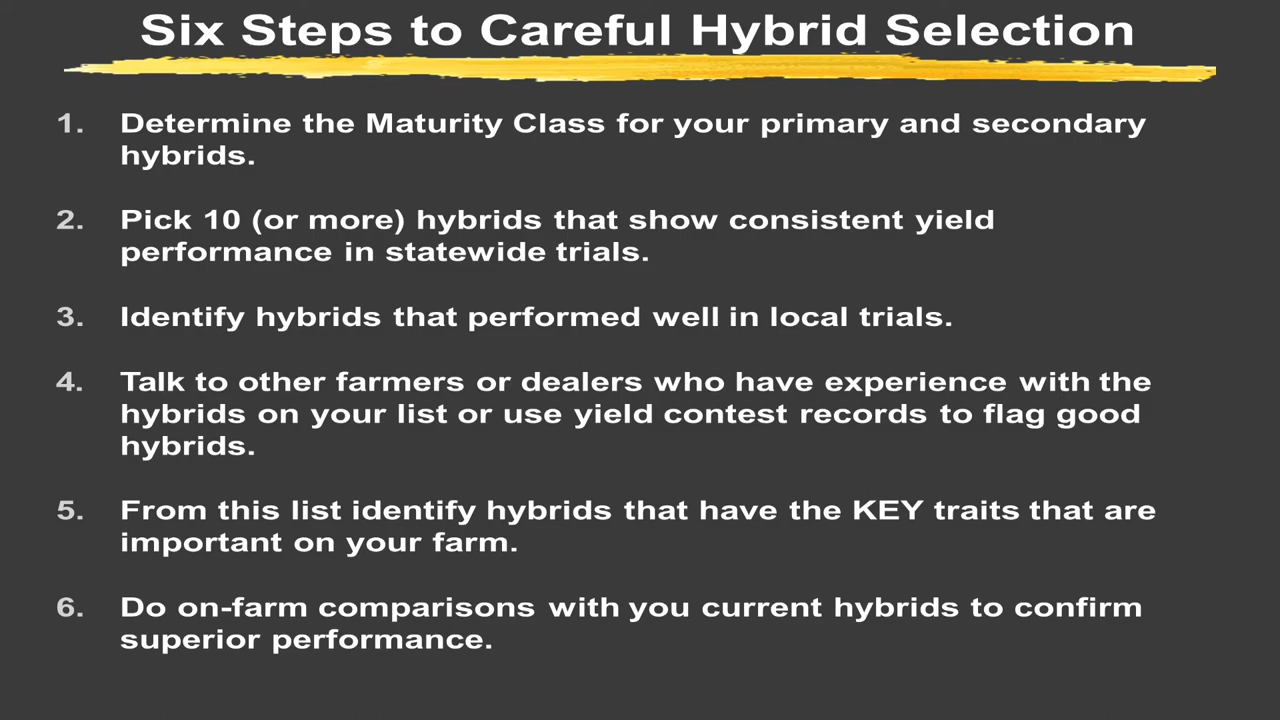 Six Steps to Careful Hybrid Selection
1. Determine the Maturity Class for your primary and secondary
hybrids.
2. Pick 10 (or more) hybrids that show consistent yield
performance in statewide trials.
3. Identify hybrids that performed well in local trials.
4. Talk to other farmers or dealers who have experience with the
hybrids on your list or use yield contest records to flag good
hybrids.
5. From this list identify hybrids that have the KEY traits that are
important on your farm.
6. Do on-farm comparisons with you current hybrids to confirm
superior performance.